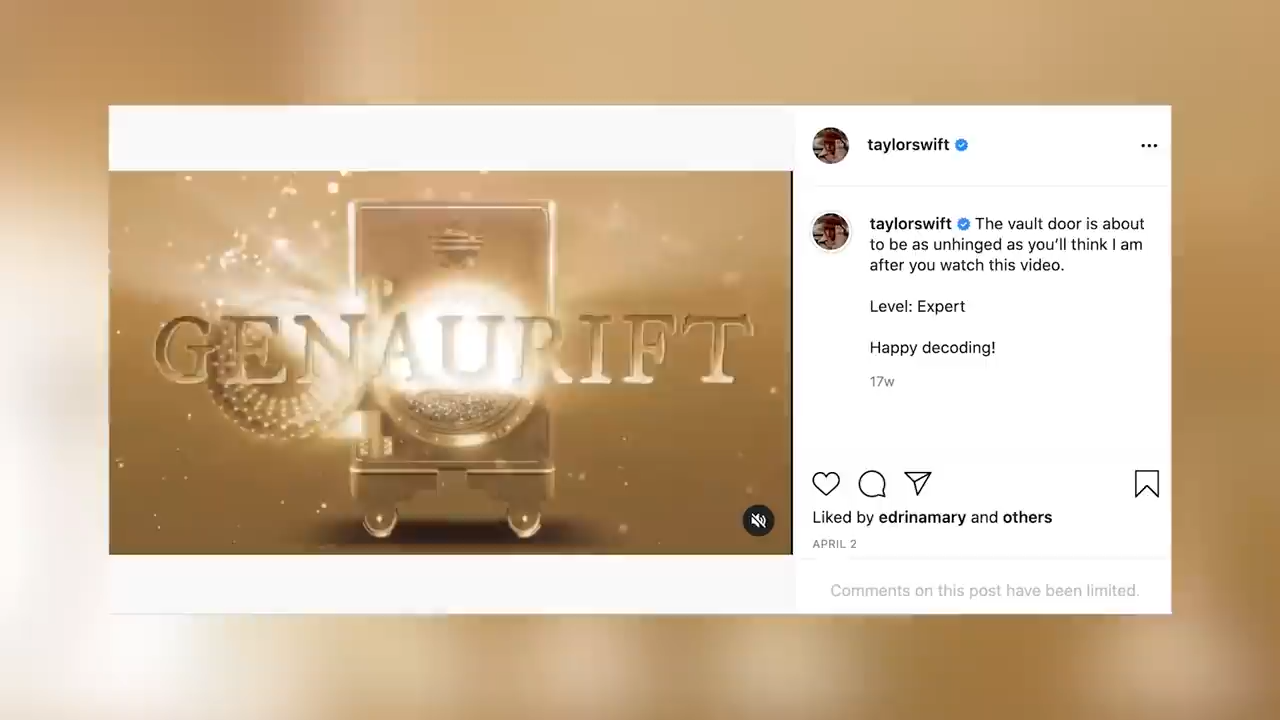 GENAURIFT
taylorswift
taylorswift The vault door is about
to be as unhinged as you’ll think I am
after you watch this video.
Level: Expert
Happy decoding!
17w
Liked by edrinamary and others
APRIL 2
Comments on this post have been limited.